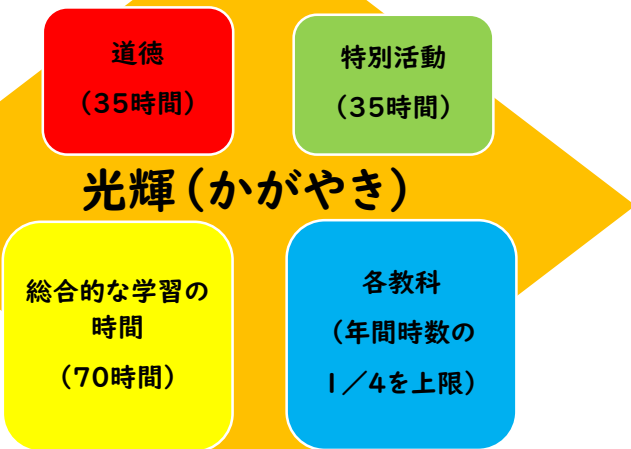 道徳
（35時間）
特別活動
（35時間）
光輝（かがやき）
総合的な学習の
時間
（70時間）
各教科
（年間時数の
1／4を上限）